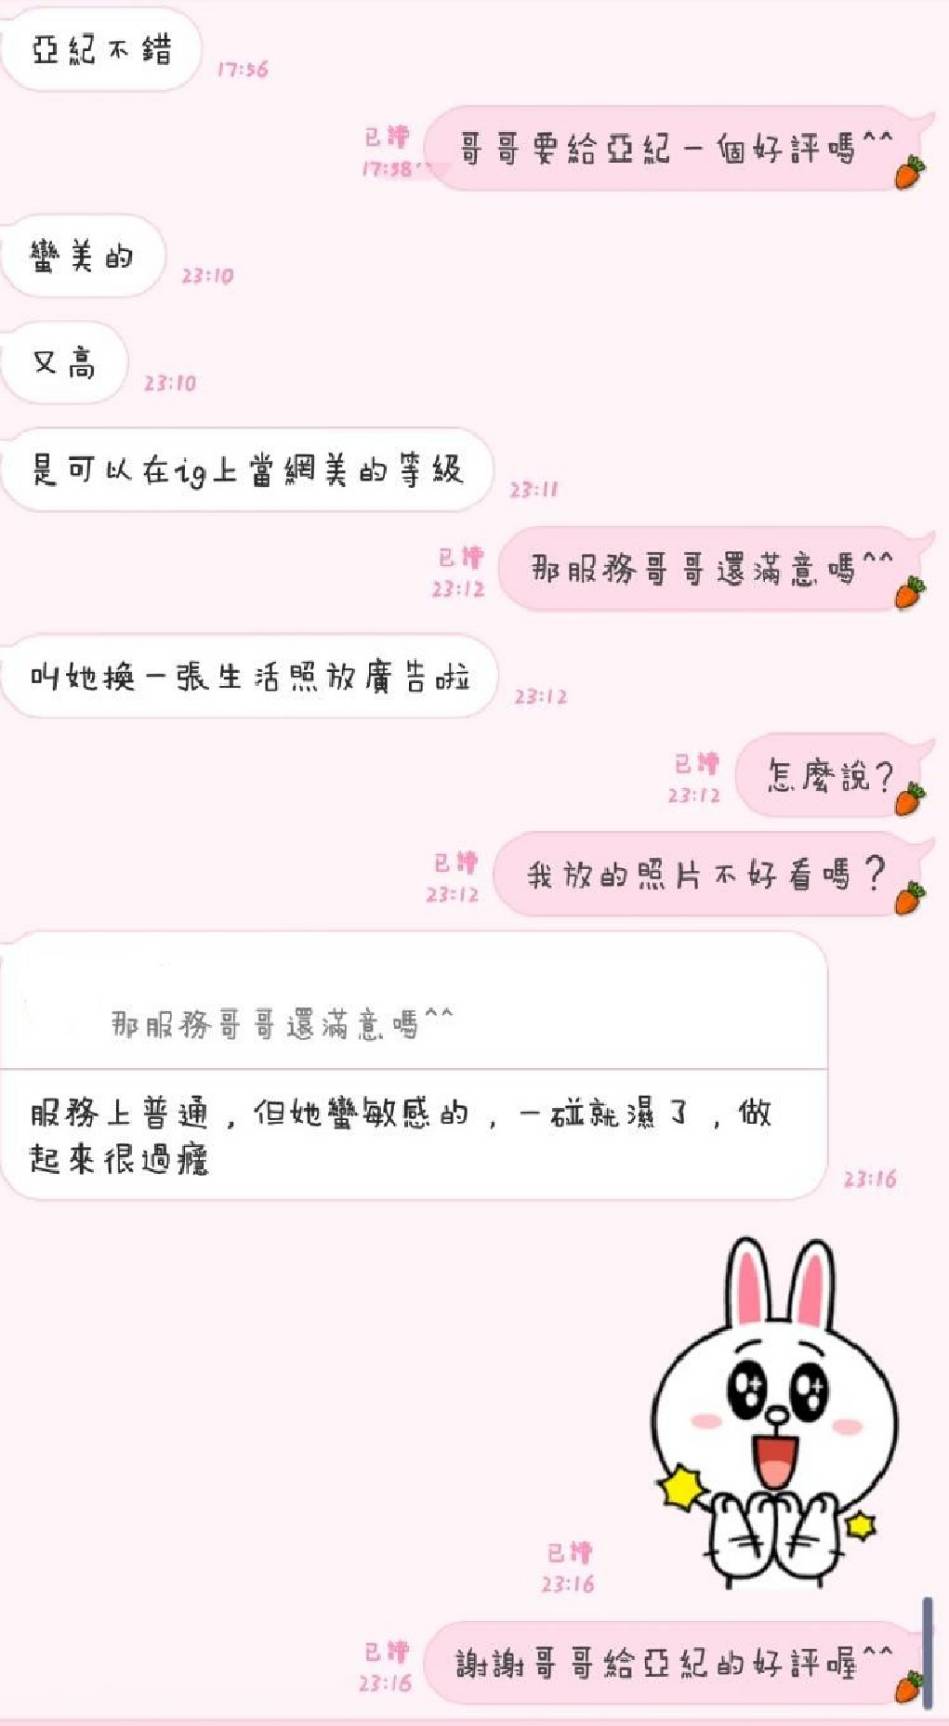 亞紀不錯
17:56
哥哥要給亞紀一個好評嗎^^
已讀
17:58
蠻美的
23:10
又高
23:10
是可以在ig上當網美的等級
23:11
那服務哥哥還滿意嗎^^
已讀
23:12
叫她換一張生活照放廣告啦
23:12
怎麼說?
已讀
23:12
我放的照片不好看嗎?
已讀
23:12
那服務哥哥還滿意嗎^^
服務上普通,但她蠻敏感的,一碰就濕了,做
起來很過癮
23:16
已讀
23:16
謝謝哥哥給亞紀的好評喔^^
已讀
23:16